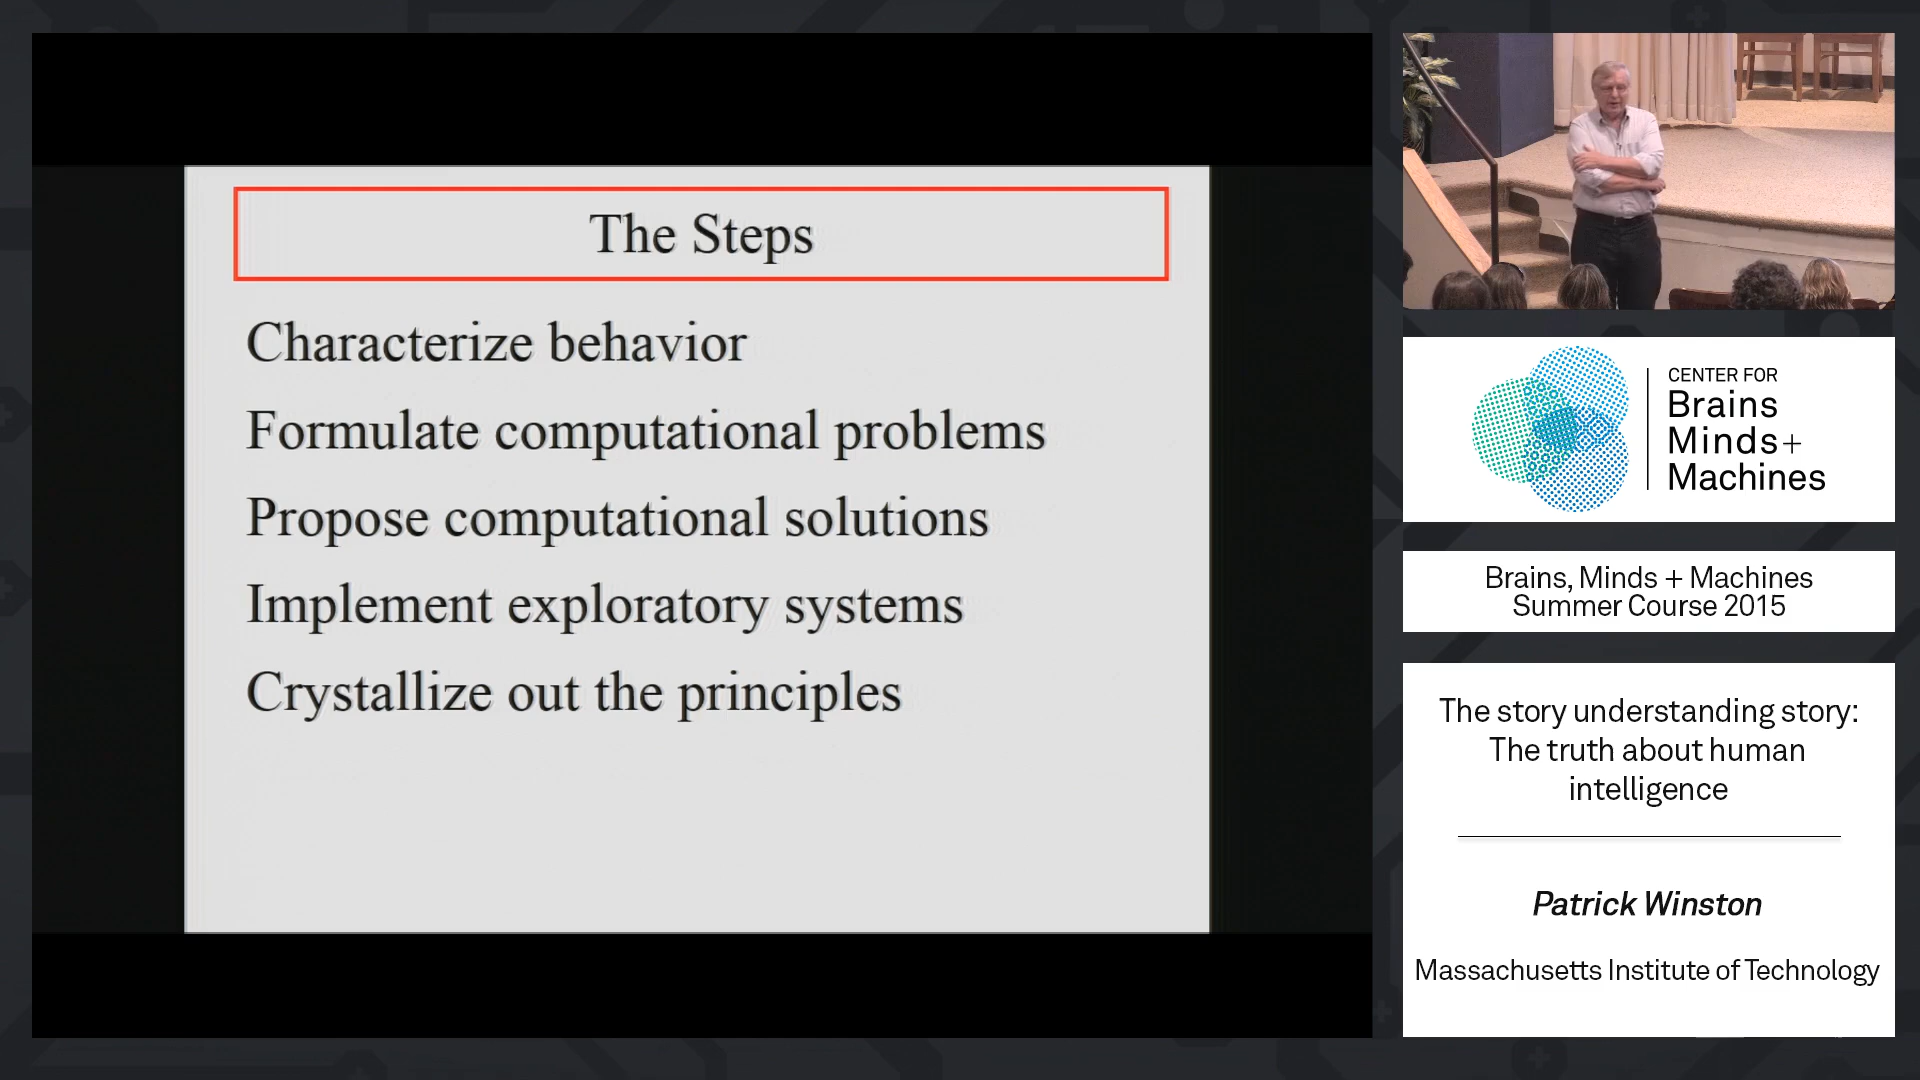 The Steps
Characterize behavior
Formulate computational problems
Propose computational solutions
Implement exploratory systems
Crystallize out the principles
CENTER FOR
Brains
Minds+
Machines
Brains, Minds + Machines
Summer Course 2015
The story understanding story:
The truth about human
intelligence
Patrick Winston
Massachusetts Institute of Technology